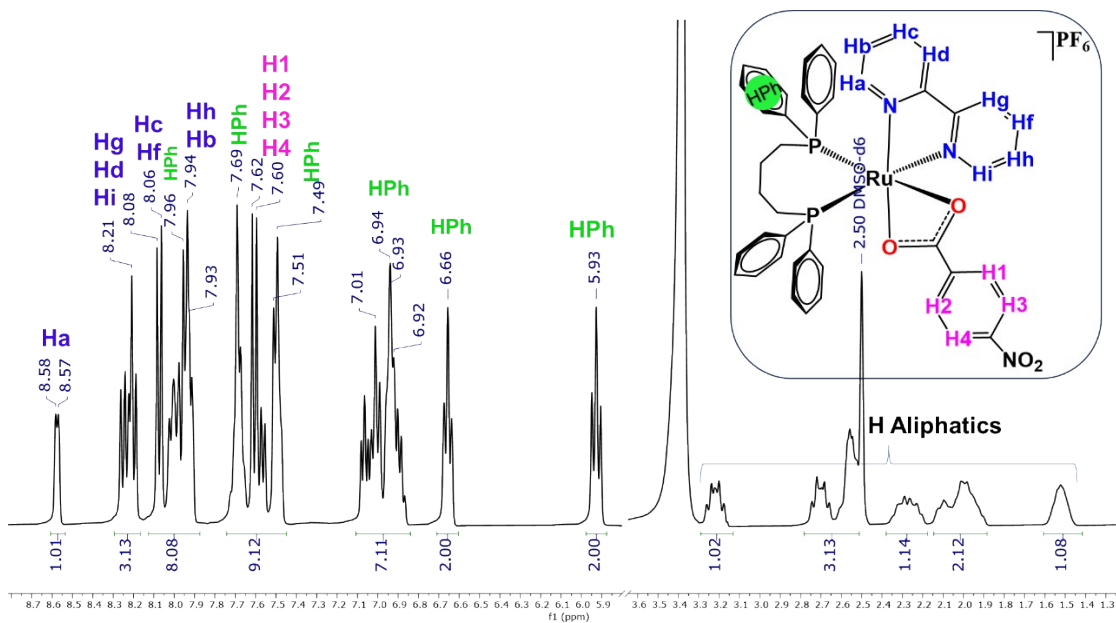 Ha
8.58
8.57
Hg
Hd
Hi
8.21
8.08
Hc
Hf
8.06
HPh
7.96
Hh
Hb
7.94
7.93
HPh
7.69
7.62
H1
H2
H3
H4
7.60
HPh
7.49
7.51
HPh
7.01
6.94
6.93
6.92
HPh
6.66
HPh
5.93
2.50 DMSO-d6
H Aliphatics
PF6
Hc
Hb
Hd
Ha
HPh
Hg
Hf
N
N
Hh
Hi
P
Ru
P
O
O
H1
H2
H3
H4
NO2
1.01
3.13
8.08
9.12
7.11
2.00
2.00
1.02
3.13
1.14
2.12
1.08
8.7 8.6 8.5 8.4 8.3 8.2 8.1 8.0 7.9 7.8 7.7 7.6 7.5 7.4 7.3 7.2 7.1 7.0 6.9 6.8 6.7 6.6 6.5 6.4 6.3 6.2 6.1 6.0 5.9 3.6 3.5 3.4 3.3 3.2 3.1 3.0 2.9 2.8 2.7 2.6 2.5 2.4 2.3 2.2 2.1 2.0 1.9 1.8 1.7 1.6 1.5 1.4 1.3
f1 (ppm)